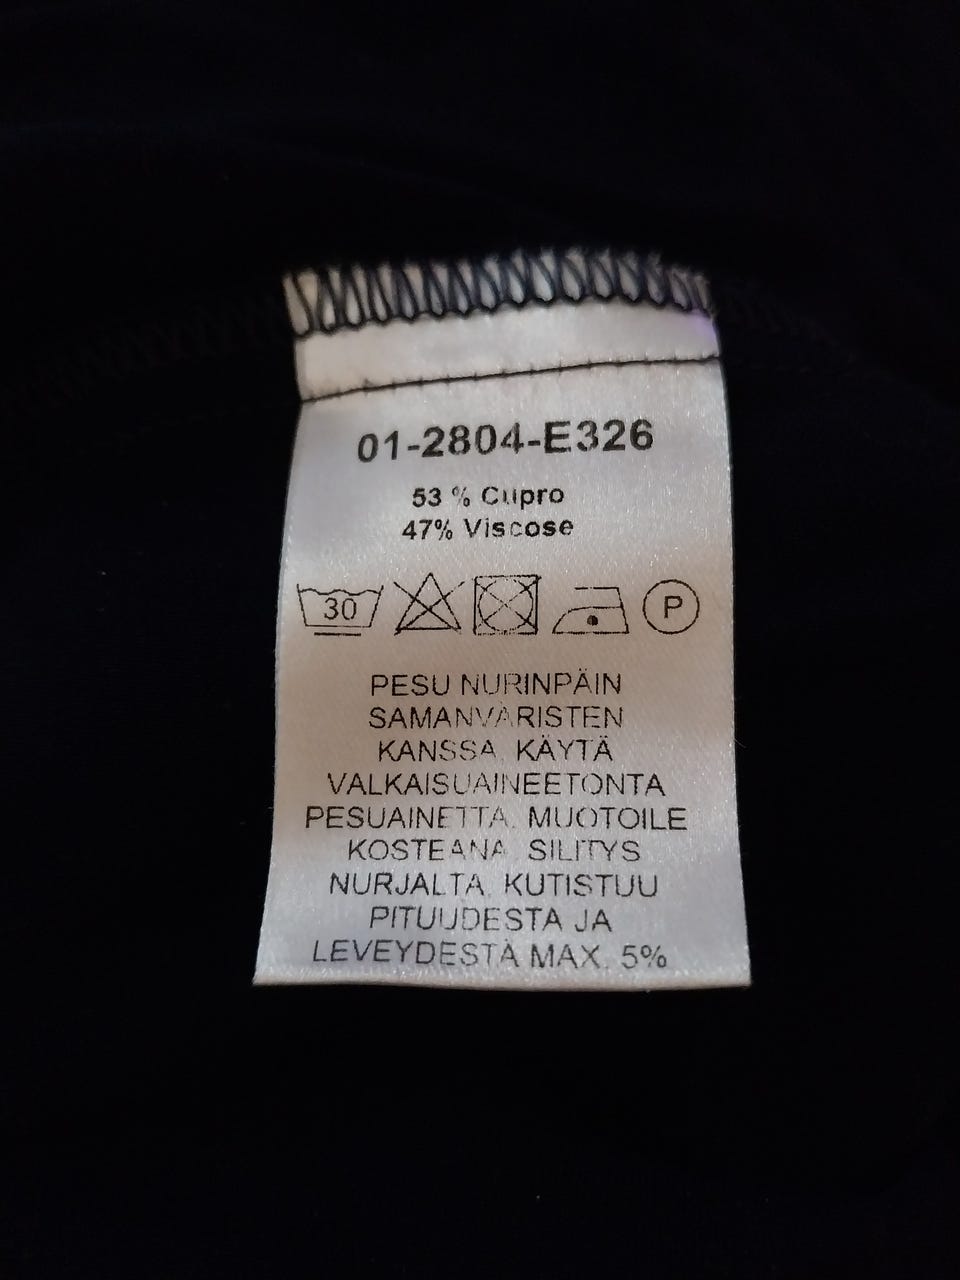 01-2804-E326
53 % Cupro
47% Viscose
30 P
PESU NURINPÄIN
SAMANVÄRISTEN
KANSSA. KÄYTÄ
VALKAISUAINEETONTA
PESUAINETTA. MUOTOILE
KOSTEANA. SILITYS
NURJALTA. KUTISTUU
PITUUDESTA JA
LEVEYDESTÄ MAX. 5%